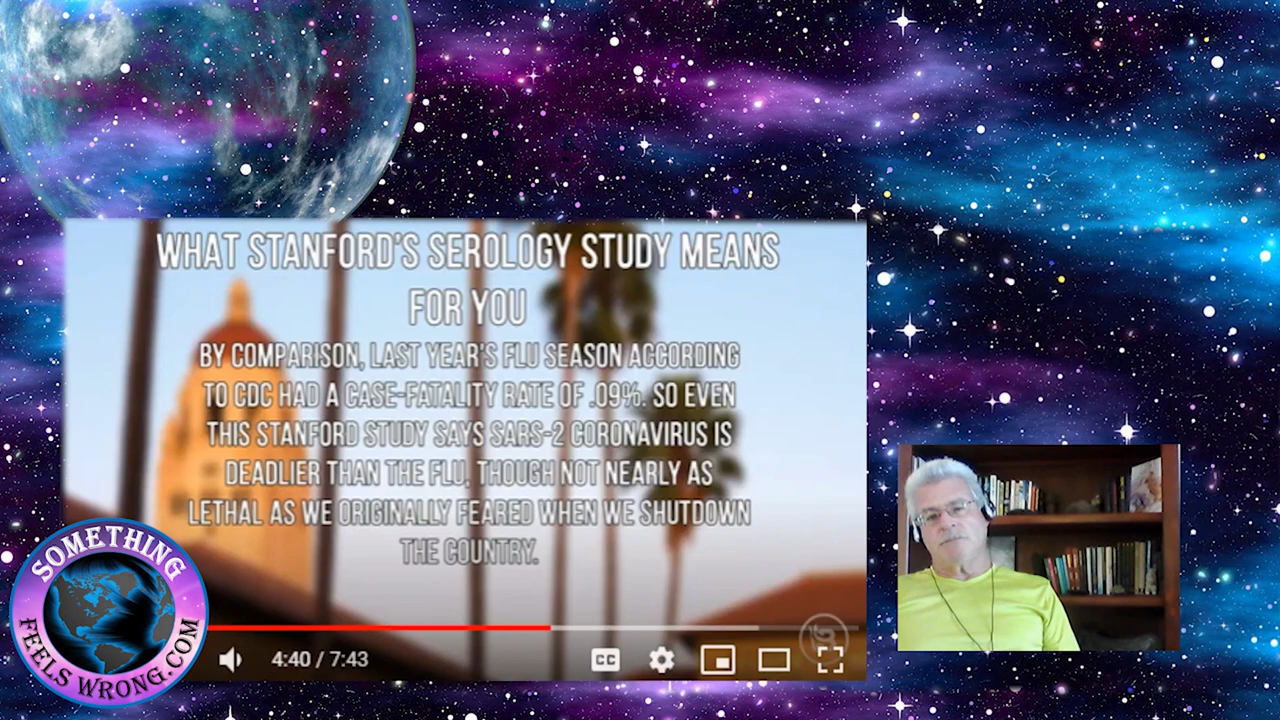 WHAT STANFORD'S SEROLOGY STUDY MEANS
FOR YOU
BY COMPARISON, LAST YEAR'S FLU SEASON ACCORDING
TO CDC HAD A CASE-FATALITY RATE OF .09%. SO EVEN
THIS STANFORD STUDY SAYS SARS-2 CORONAVIRUS IS
DEADLIER THAN THE FLU, THOUGH NOT NEARLY AS
LETHAL AS WE ORIGINALLY FEARED WHEN WE SHUTDOWN
THE COUNTRY.
4:40 / 7:43
CC
SOMETHING
FEELS WRONG.COM